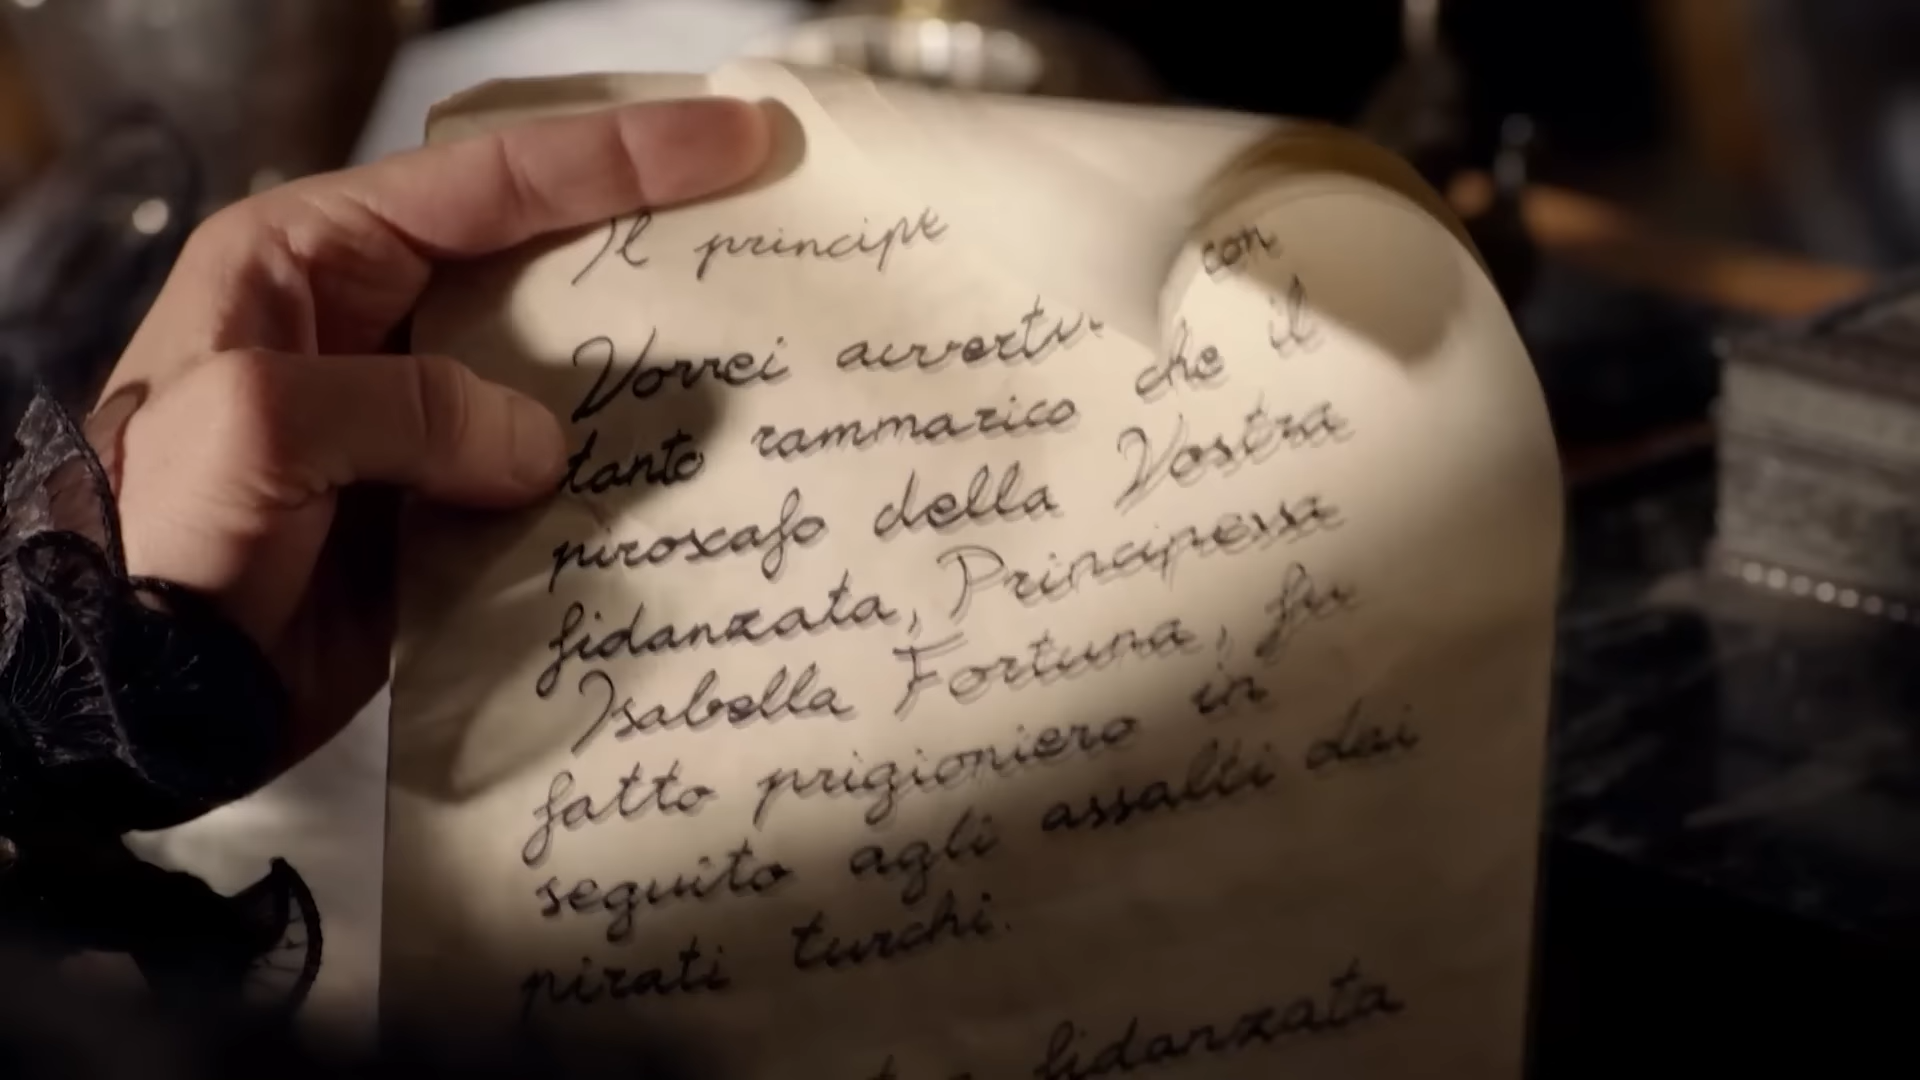 Il principe
Vorrei con
tanto rammarico che il
piroscafo della Vostra
fidanzata, Principessa
Isabella Fortuna, fu
fatto prigioniero in
seguito agli assalti dei
pirati turchi.
fidanzata